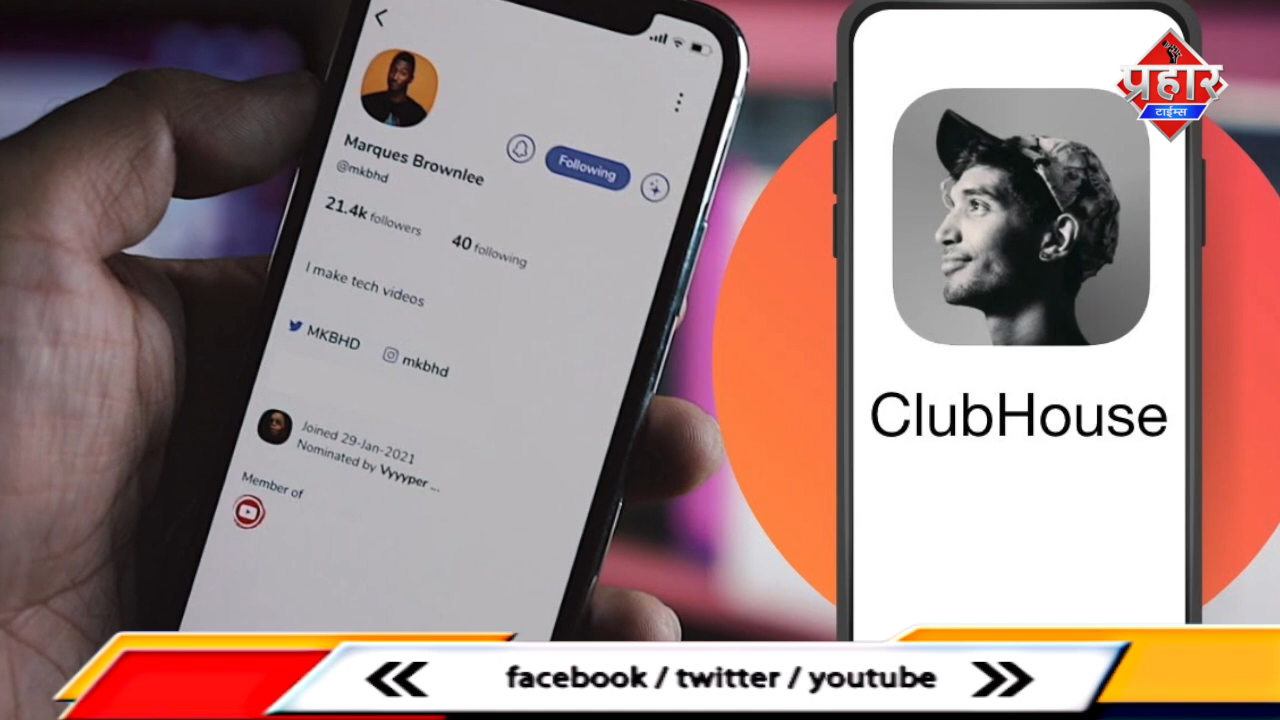 Marques Brownlee
@mkbhd
Following
21.4k followers
40 following
I make tech videos
MKBHD
mkbhd
Joined 29-Jan-2021
Nominated by Vyyyper ...
Member of
प्रहार
टाईम्स
ClubHouse
facebook / twitter / youtube